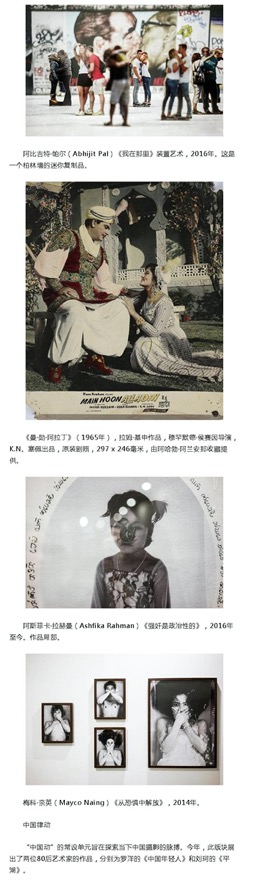 阿比吉特·帕尔（Abhijit Pal）《我在那里》装置艺术，2016年。这是
一个柏林墙的迷你复制品。
MAIN HOON
《曼·勋·阿拉丁》（1965年），拉姆·基申作品，穆罕默德·侯赛因导演，
K.N.。塞佩出品，原装剧照，297 x 246毫米，由阿哈勃·阿兰安邦收藏提
供。
阿斯菲卡·拉赫曼（Ashfika Rahman）《强奸是政治性的》，2016年
至今。作品局部。
梅科·奈英（Mayco Naing）《从恐惧中解放》，2014年。
中国律动
“中国动”的常设单元旨在探索当下中国摄影的脉搏。今年，此版块展
出了两位80后艺术家的作品，分别为罗洋的《中国年轻人》和刘珂的《平
湖》。